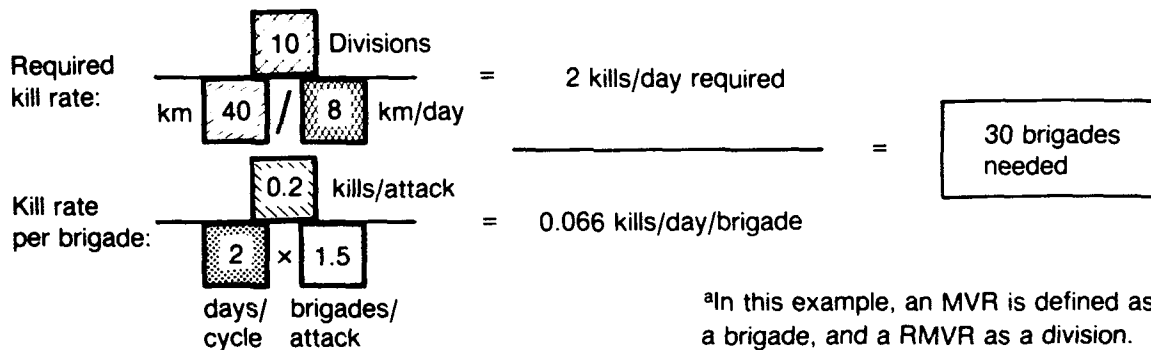 10 Divisions
Required kill rate: = 2 kills/day required
km 40 / 8 km/day
= 30 brigades needed
0.2 kills/attack
Kill rate per brigade: = 0.066 kills/day/brigade
2 × 1.5
days/ cycle brigades/ attack
aIn this example, an MVR is defined as
a brigade, and a RMVR as a division.